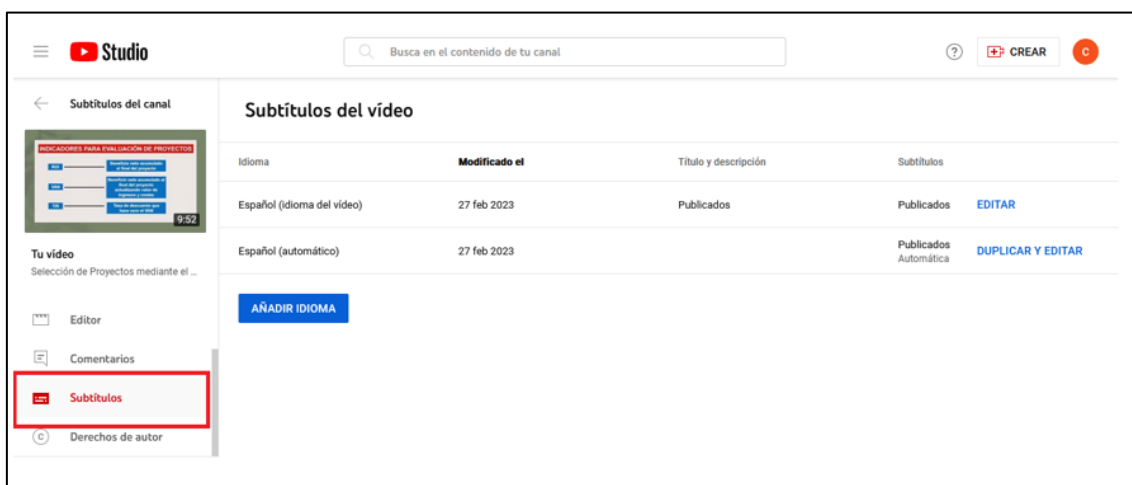 Studio
Busca en el contenido de tu canal
?
CREAR
C
Subtítulos del canal
INDICADORES PARA EVALUACIÓN DE PROYECTOS
9:52
Tu vídeo
Selección de Proyectos mediante el ...
Editor
Comentarios
Subtítulos
Derechos de autor
Subtítulos del vídeo
Idioma Modificado el Título y descripción Subtítulos
Español (idioma del vídeo) 27 feb 2023 Publicados Publicados EDITAR
Español (automático) 27 feb 2023 Publicados DUPLICAR Y EDITAR
Automática
AÑADIR IDIOMA